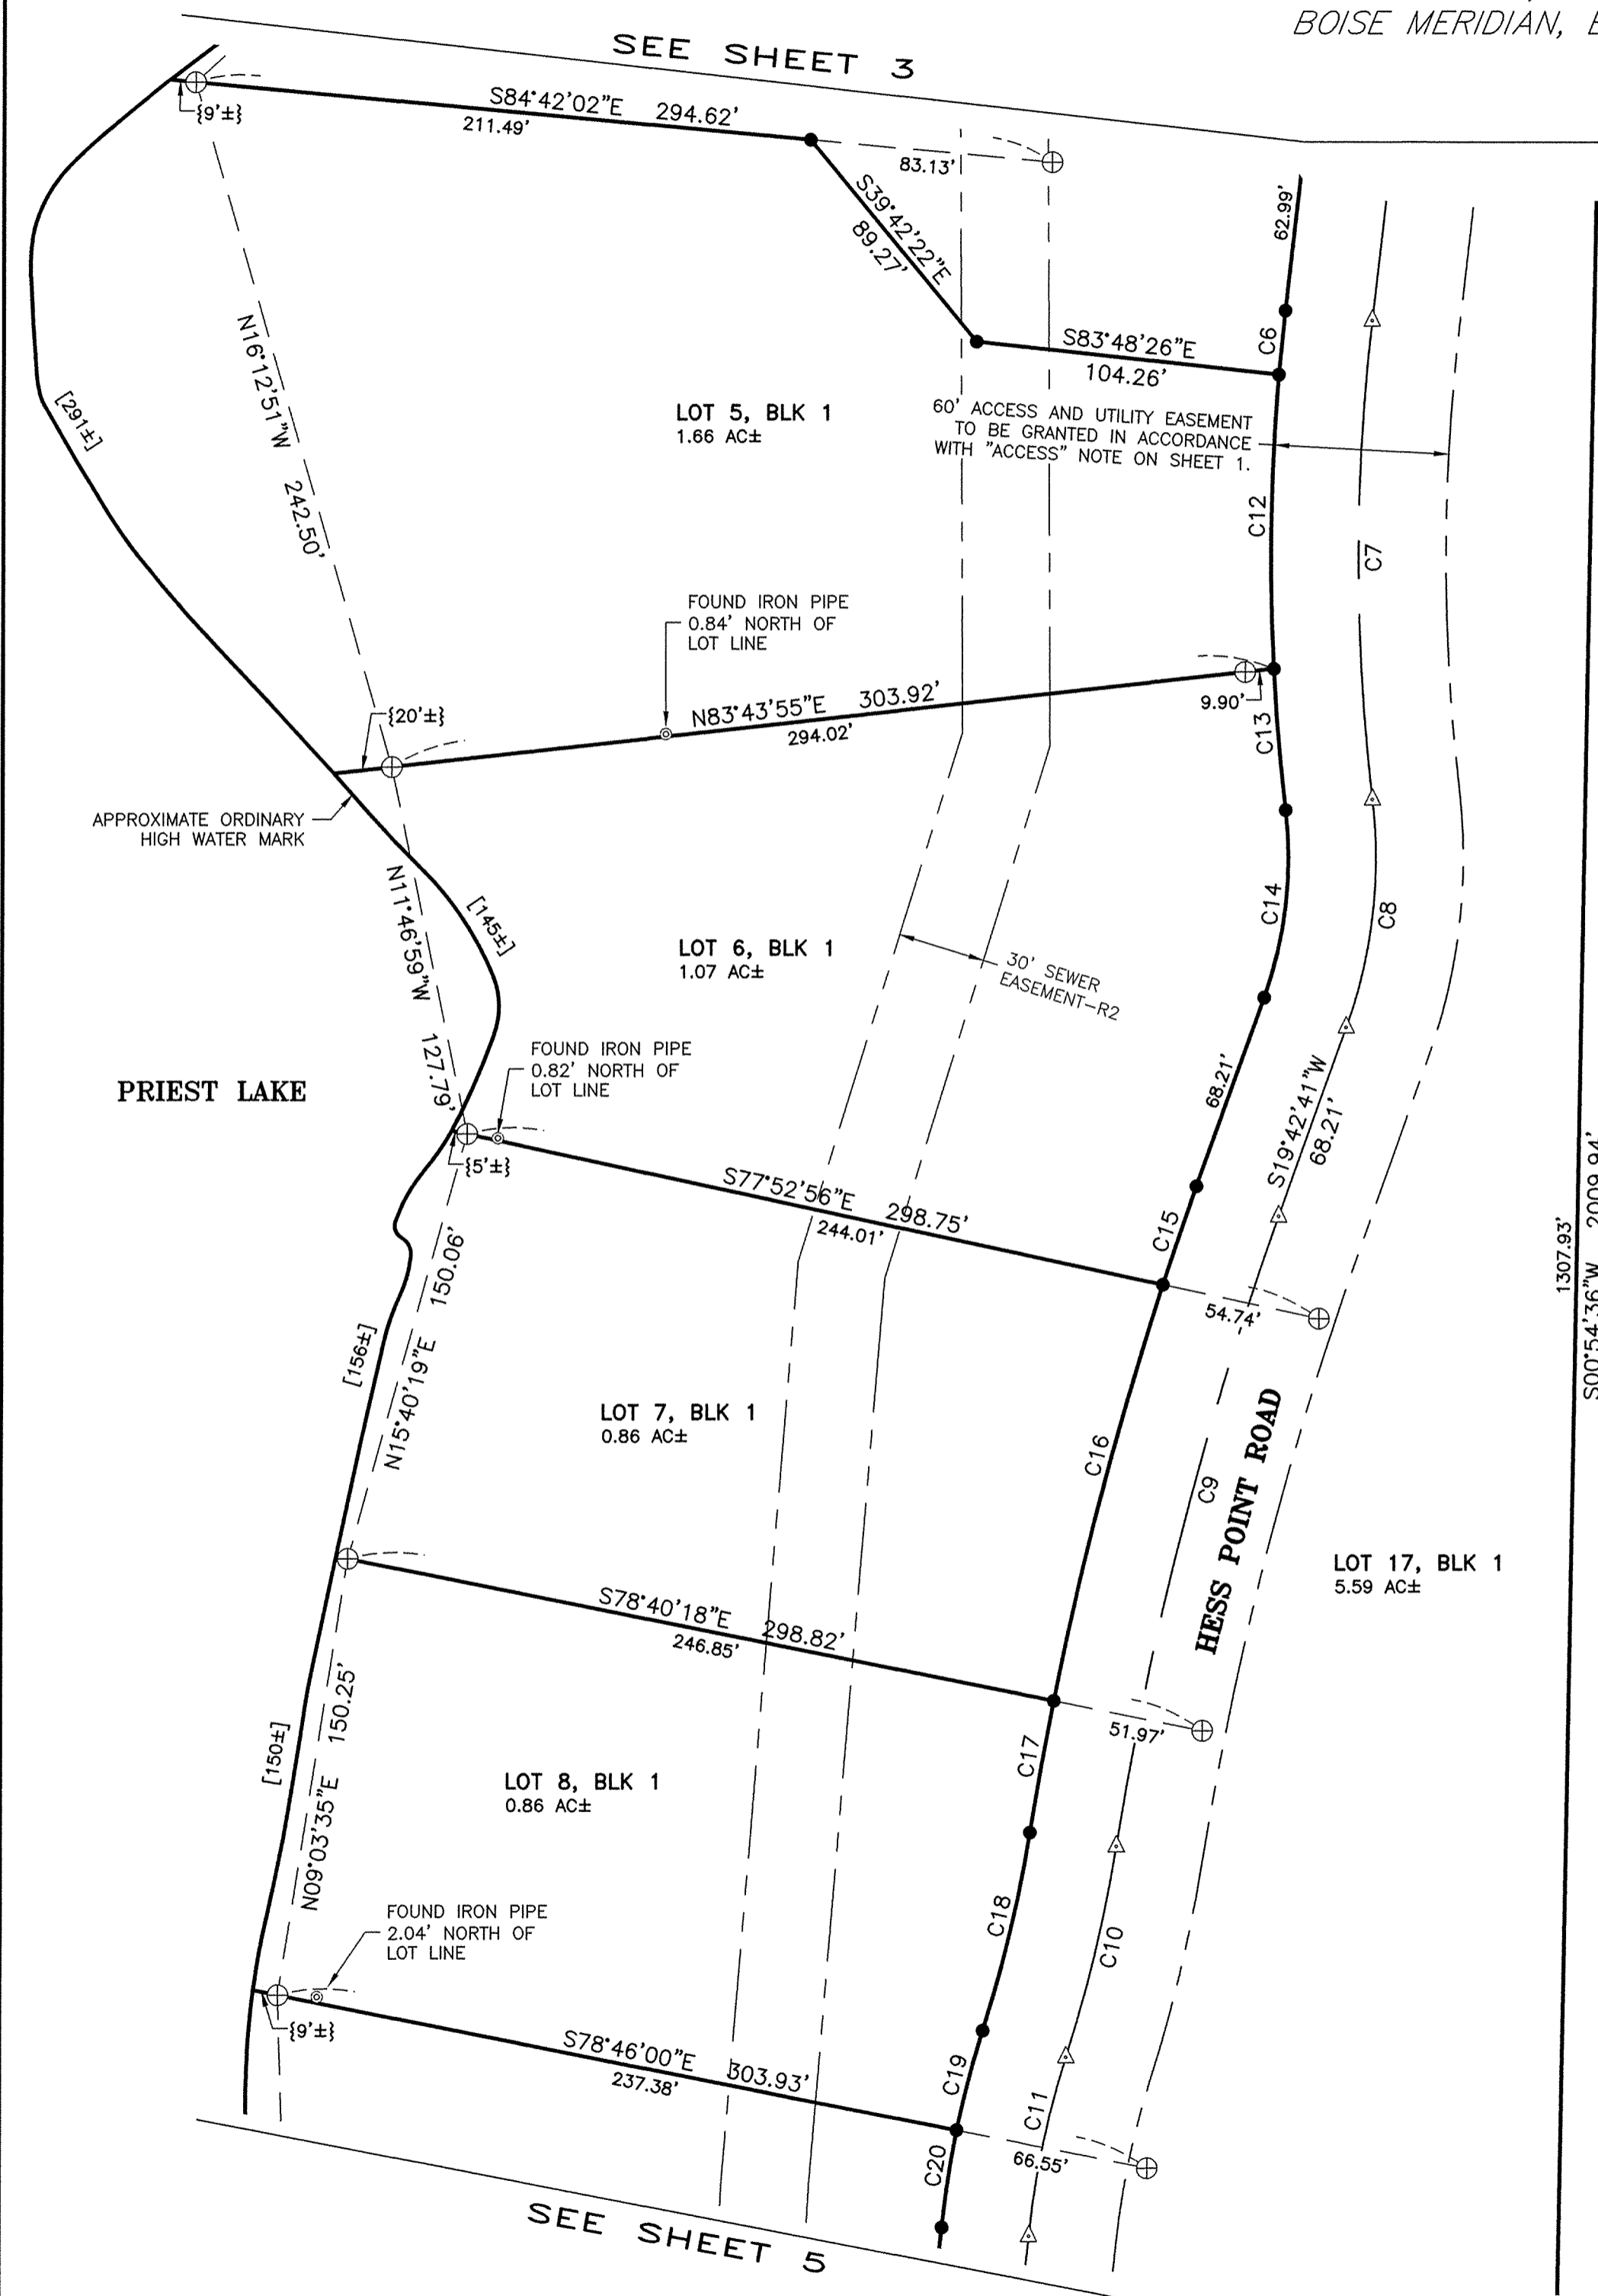 BOISE MERIDIAN,
SEE SHEET 3
S84°42'02"E 294.62'
211.49'
{9'±}
83.13'
S39°42'22"E
89.27'
62.99'
C6
S83°48'26"E
104.26'
N16°12'51"W 242.50'
[291±]
LOT 5, BLK 1
1.66 AC±
60' ACCESS AND UTILITY EASEMENT
TO BE GRANTED IN ACCORDANCE
WITH "ACCESS" NOTE ON SHEET 1.
C12
C7
FOUND IRON PIPE
0.84' NORTH OF
LOT LINE
{20'±}
N83°43'55"E 303.92'
294.02'
9.90'
C13
APPROXIMATE ORDINARY
HIGH WATER MARK
N11°46'59"W 127.79'
[145±]
LOT 6, BLK 1
1.07 AC±
30' SEWER
EASEMENT-R2
C14
C8
FOUND IRON PIPE
0.82' NORTH OF
LOT LINE
PRIEST LAKE
68.21'
S19°42'41"W
68.21'
{5'±}
S77°52'56"E 298.75'
244.01'
C15
54.74'
1307.93'
S00°54'36"W 2009.94'
[156±]
N15°40'19"E 150.06'
LOT 7, BLK 1
0.86 AC±
C16
C9
HESS POINT ROAD
LOT 17, BLK 1
5.59 AC±
S78°40'18"E 298.82'
246.85'
51.97'
[150±]
N09°03'35"E 150.25'
LOT 8, BLK 1
0.86 AC±
C17
C18
C10
FOUND IRON PIPE
2.04' NORTH OF
LOT LINE
{9'±}
S78°46'00"E 303.93'
237.38'
C19
C11
66.55'
C20
SEE SHEET 5